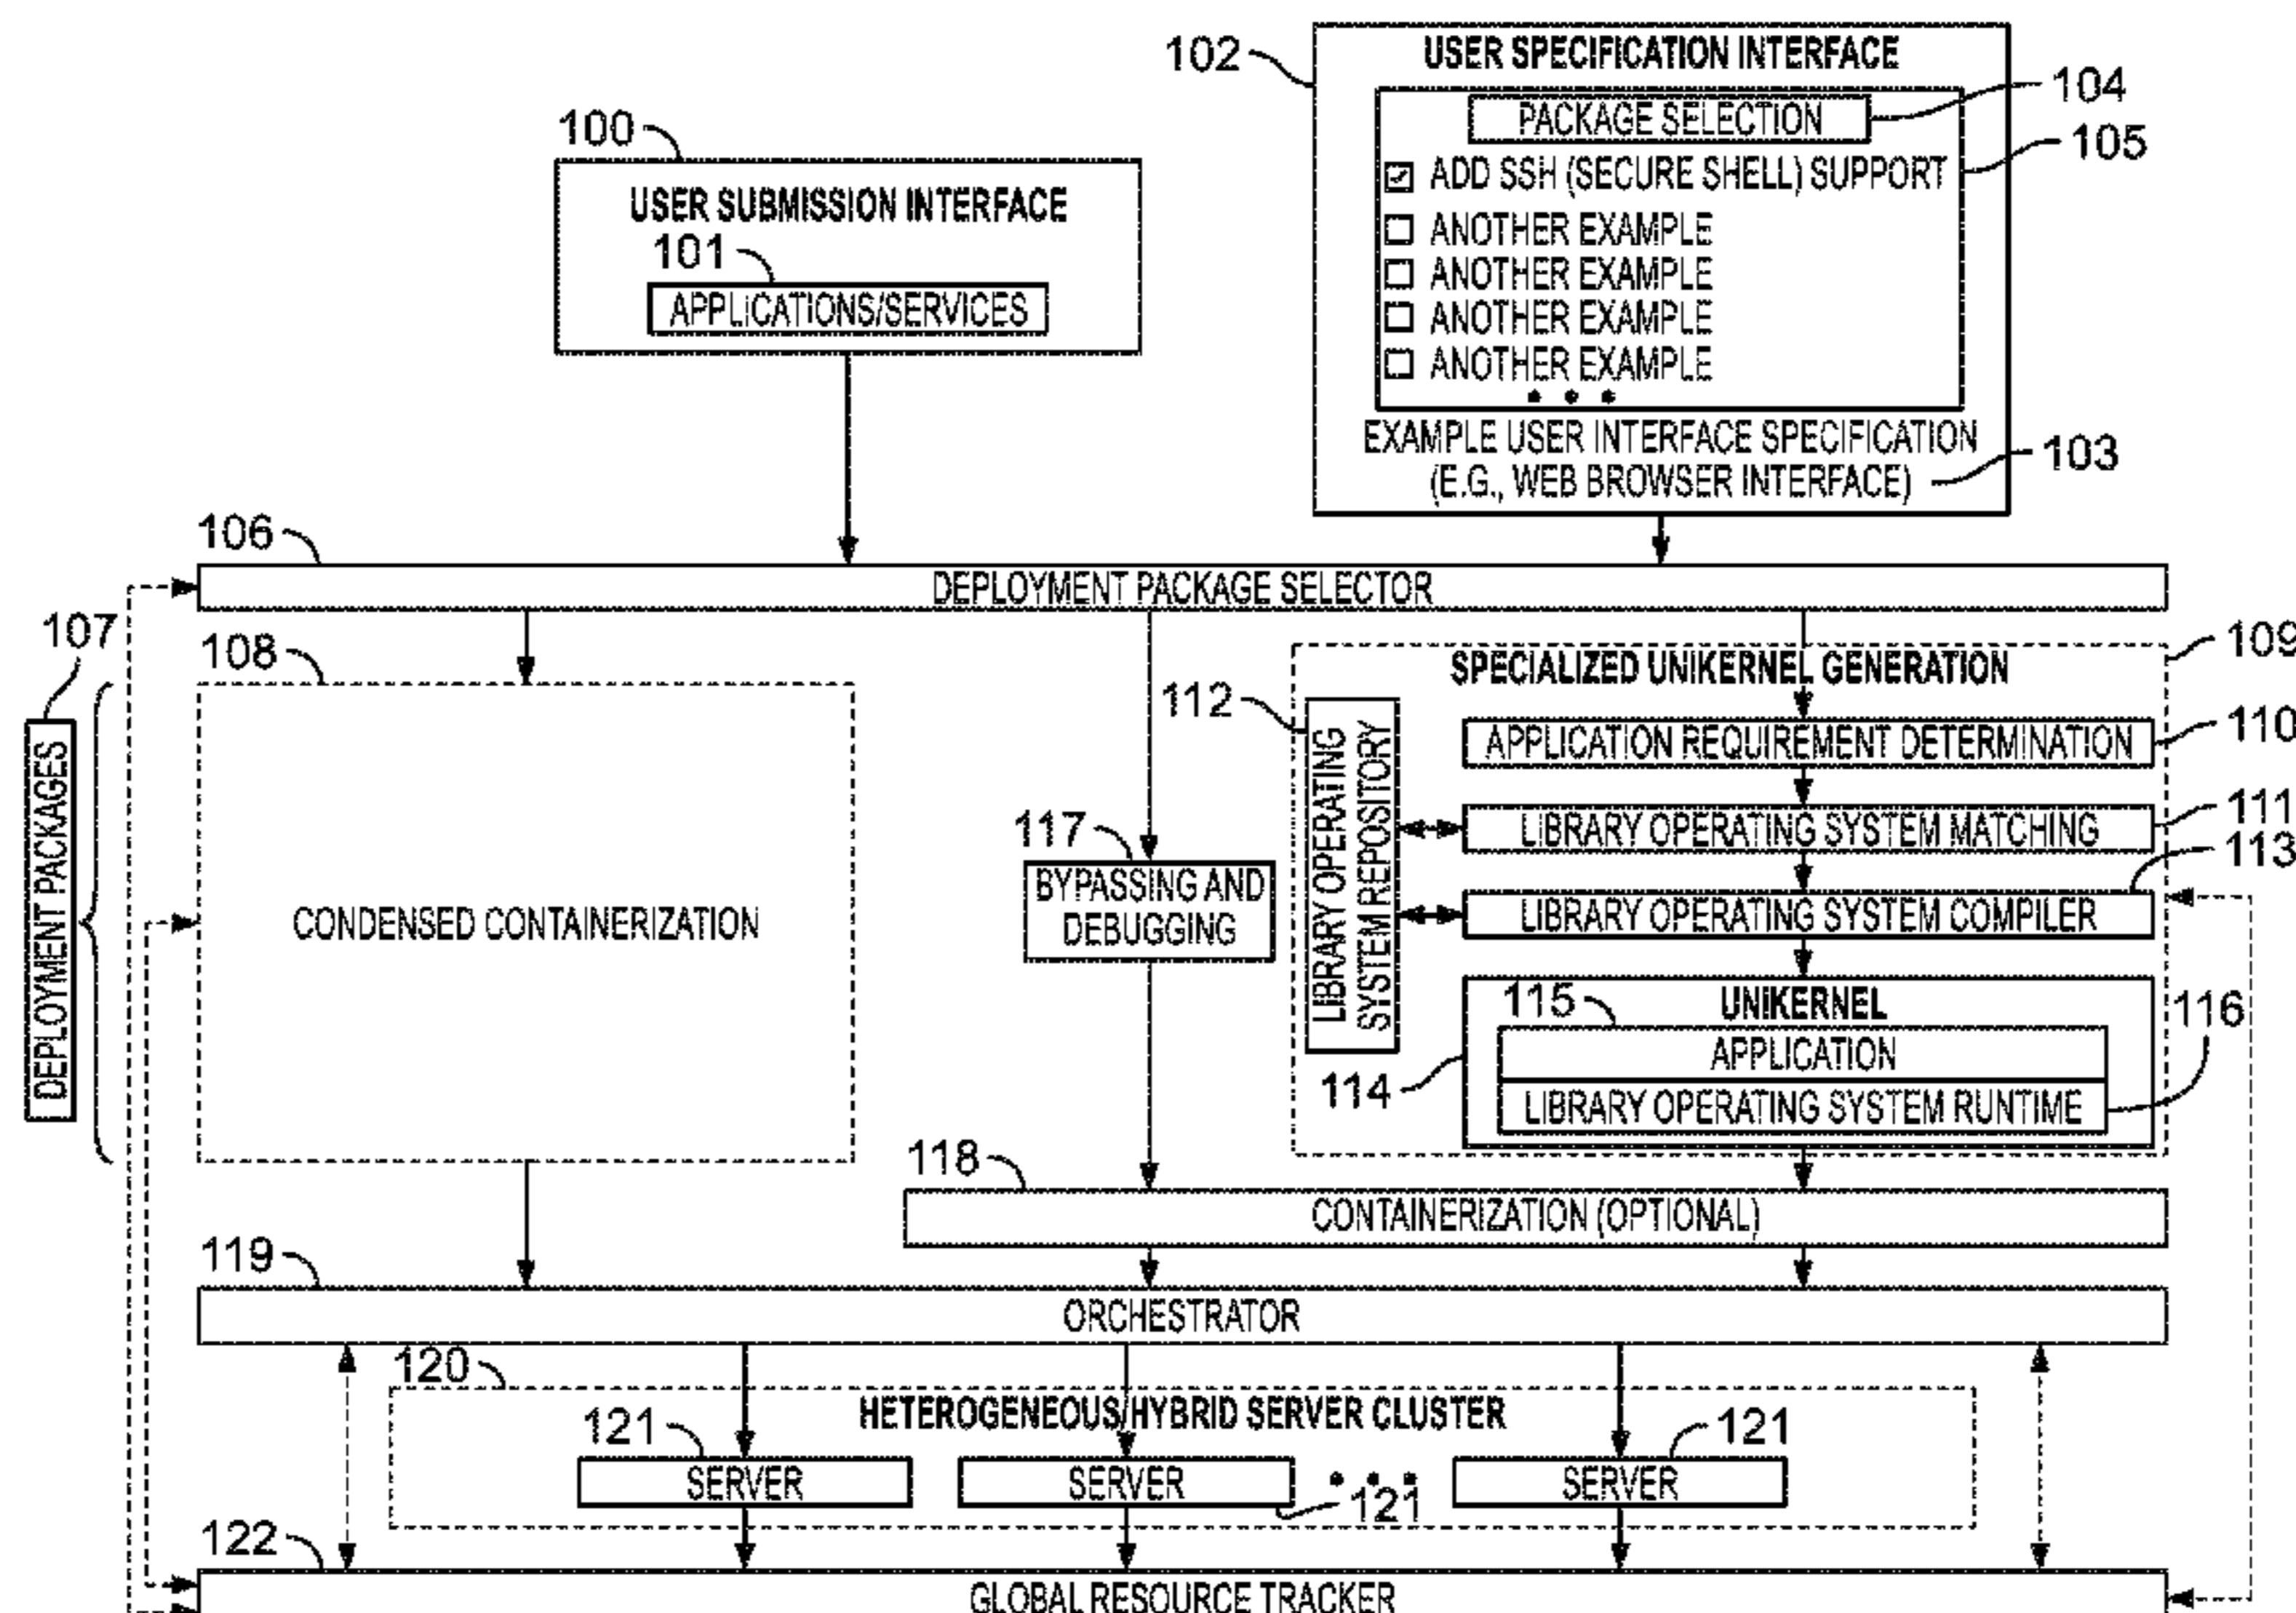 102
USER SPECIFICATION INTERFACE
104
PACKAGE SELECTION
105
ADD SSH (SECURE SHELL) SUPPORT
ANOTHER EXAMPLE
ANOTHER EXAMPLE
ANOTHER EXAMPLE
ANOTHER EXAMPLE
• • •
EXAMPLE USER INTERFACE SPECIFICATION
(E.G., WEB BROWSER INTERFACE)
103
100
USER SUBMISSION INTERFACE
101
APPLICATIONS/SERVICES
106
DEPLOYMENT PACKAGE SELECTOR
107
DEPLOYMENT PACKAGES
108
CONDENSED CONTAINERIZATION
117
BYPASSING AND
DEBUGGING
109
SPECIALIZED UNIKERNEL GENERATION
112
LIBRARY OPERATING
SYSTEM REPOSITORY
110
APPLICATION REQUIREMENT DETERMINATION
111
LIBRARY OPERATING SYSTEM MATCHING
113
LIBRARY OPERATING SYSTEM COMPILER
114
UNIKERNEL
115
APPLICATION
116
LIBRARY OPERATING SYSTEM RUNTIME
118
CONTAINERIZATION (OPTIONAL)
119
ORCHESTRATOR
120
HETEROGENEOUS/HYBRID SERVER CLUSTER
121
SERVER
SERVER
121
• • •
121
SERVER
122
GLOBAL RESOURCE TRACKER